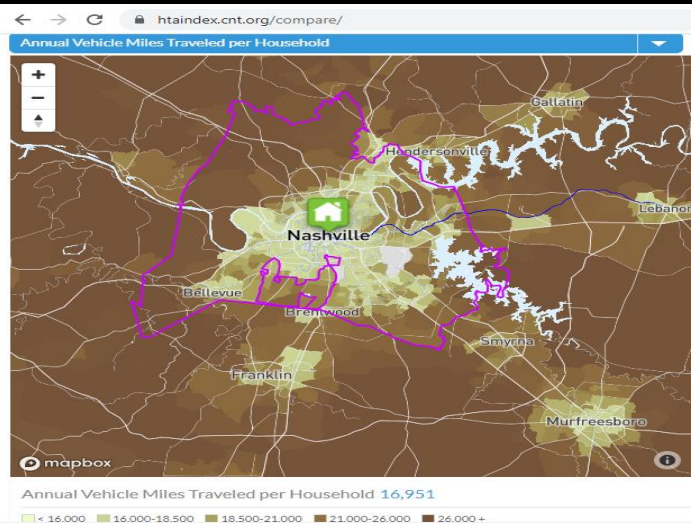 htaindex.cnt.org/compare/
Annual Vehicle Miles Traveled per Household
+
−
Gallatin
Hendersonville
Lebanon
Nashville
Bellevue
Brentwood
Smyrna
Franklin
Murfreesboro
mapbox
Annual Vehicle Miles Traveled per Household 16,951
< 16,000 16,000-18,500 18,500-21,000 21,000-26,000 26,000 +